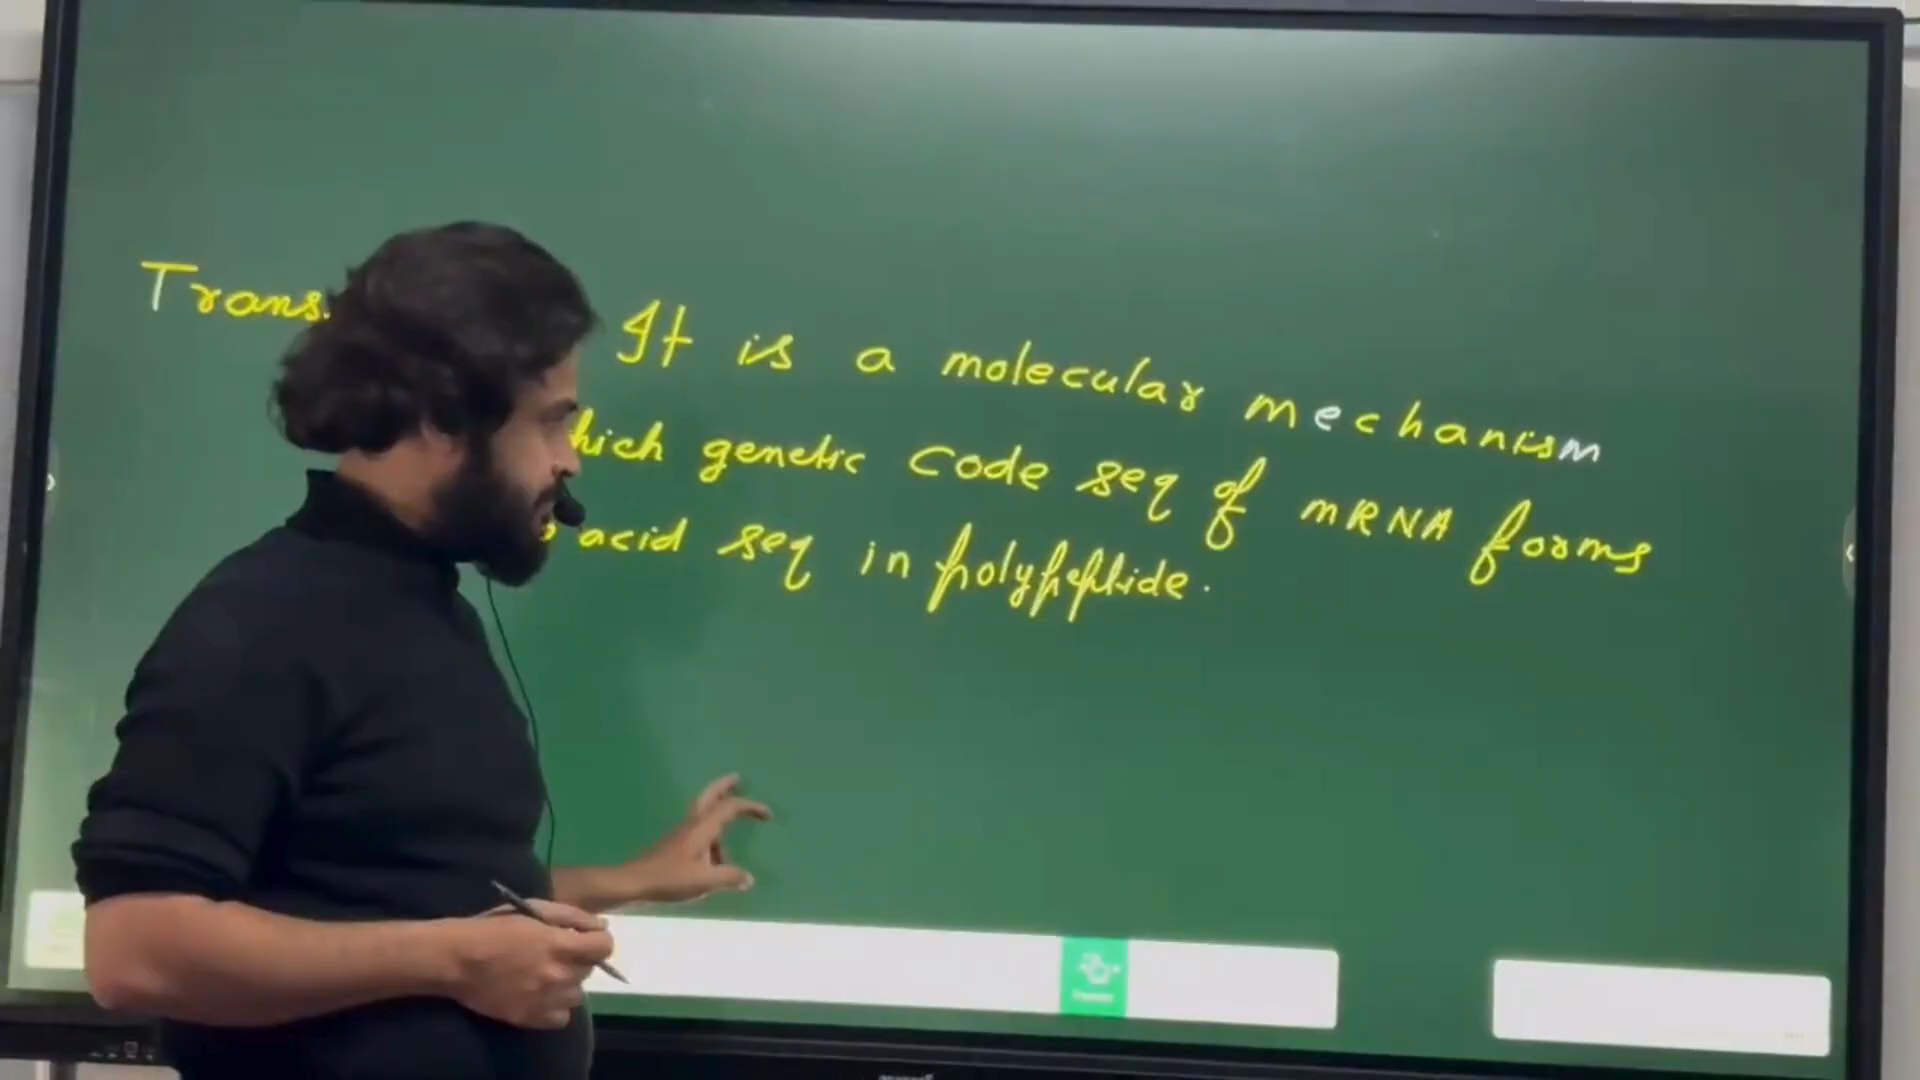 Trans
It is a molecular mechanism
hich genetic code seq of mRNA forms
acid seq in polypeptide.